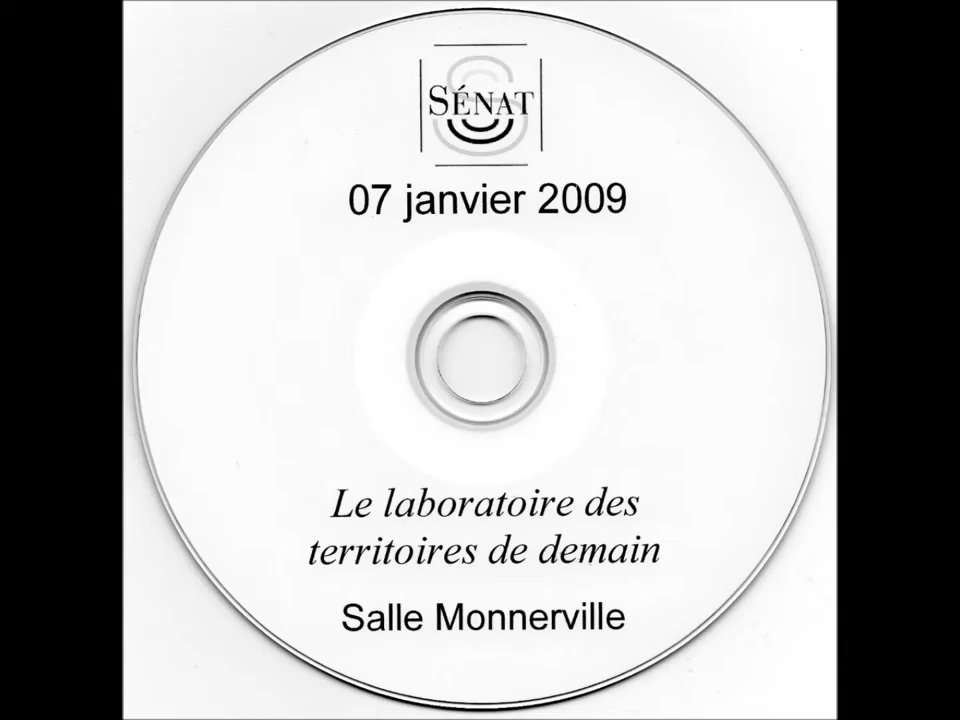 SÉNAT
07 janvier 2009
Le laboratoire des
territoires de demain
Salle Monnerville